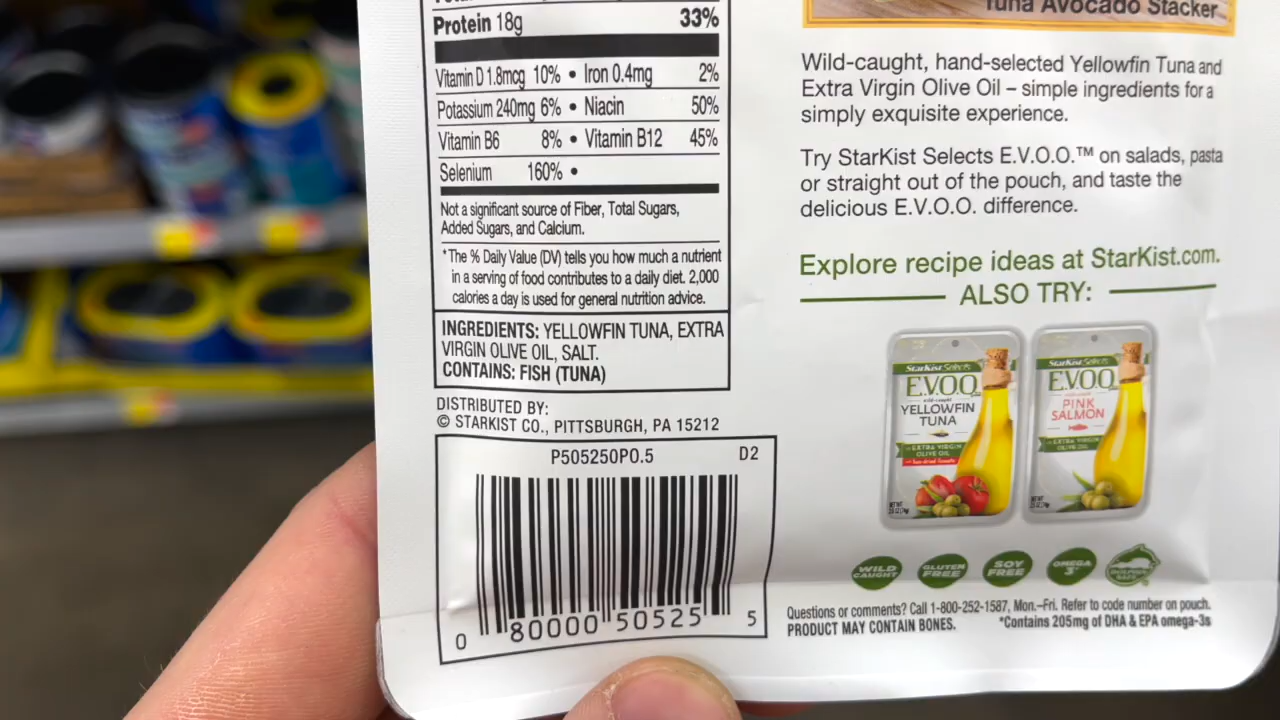 Protein 18g 33%
Vitamin D 1.8mcg 10% • Iron 0.4mg 2%
Potassium 240mg 6% • Niacin 50%
Vitamin B6 8% • Vitamin B12 45%
Selenium 160% •
Not a significant source of Fiber, Total Sugars,
Added Sugars, and Calcium.
*The % Daily Value (DV) tells you how much a nutrient
in a serving of food contributes to a daily diet. 2,000
calories a day is used for general nutrition advice.
INGREDIENTS: YELLOWFIN TUNA, EXTRA
VIRGIN OLIVE OIL, SALT.
CONTAINS: FISH (TUNA)
DISTRIBUTED BY:
© STARKIST CO., PITTSBURGH, PA 15212
P505250P0.5 D2
0 80000 50525 5
Tuna Avocado Stacker
Wild-caught, hand-selected Yellowfin Tuna and
Extra Virgin Olive Oil – simple ingredients for a
simply exquisite experience.
Try StarKist Selects E.V.O.O.™ on salads, pasta
or straight out of the pouch, and taste the
delicious E.V.O.O. difference.
Explore recipe ideas at StarKist.com.
ALSO TRY:
StarKist Selects
E.V.O.O.
YELLOWFIN
TUNA
EXTRA VIRGIN
OLIVE OIL
StarKist Selects
E.V.O.O.
PINK
SALMON
EXTRA VIRGIN
OLIVE OIL
WILD CAUGHT
GLUTEN FREE
SOY FREE
OMEGA 3*
DOLPHIN SAFE
Questions or comments? Call 1-800-252-1587, Mon.–Fri. Refer to code number on pouch.
PRODUCT MAY CONTAIN BONES. *Contains 205mg of DHA & EPA omega-3s